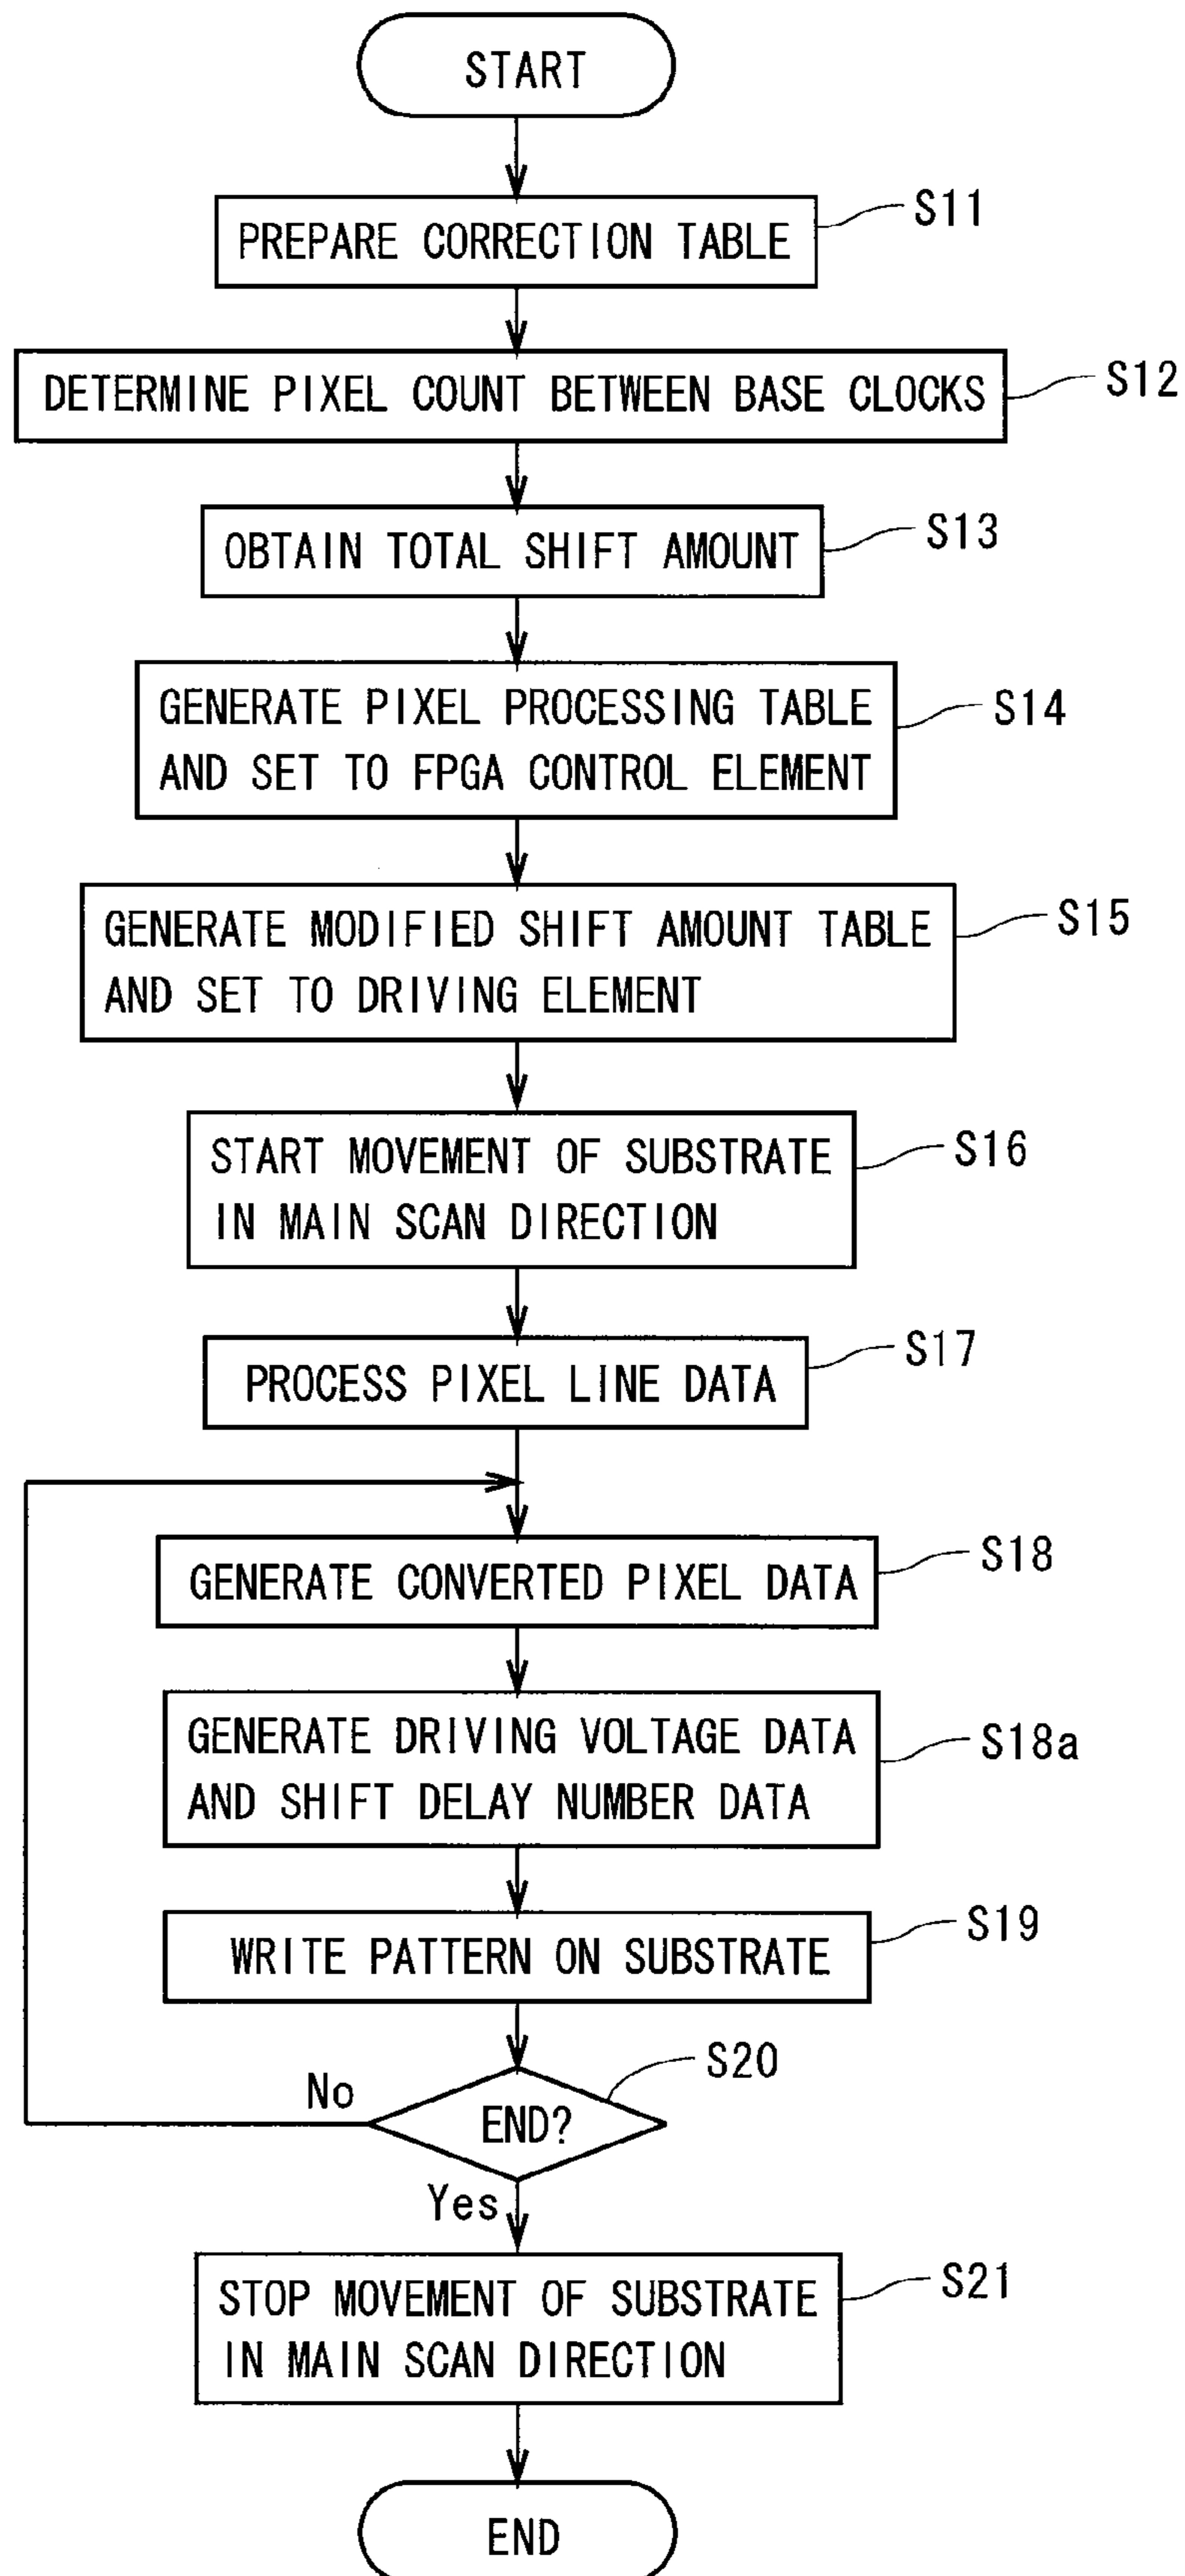 START
PREPARE CORRECTION TABLE
S11
DETERMINE PIXEL COUNT BETWEEN BASE CLOCKS
S12
OBTAIN TOTAL SHIFT AMOUNT
S13
GENERATE PIXEL PROCESSING TABLE
AND SET TO FPGA CONTROL ELEMENT
S14
GENERATE MODIFIED SHIFT AMOUNT TABLE
AND SET TO DRIVING ELEMENT
S15
START MOVEMENT OF SUBSTRATE
IN MAIN SCAN DIRECTION
S16
PROCESS PIXEL LINE DATA
S17
GENERATE CONVERTED PIXEL DATA
S18
GENERATE DRIVING VOLTAGE DATA
AND SHIFT DELAY NUMBER DATA
S18a
WRITE PATTERN ON SUBSTRATE
S19
END?
S20
No
Yes
STOP MOVEMENT OF SUBSTRATE
IN MAIN SCAN DIRECTION
S21
END